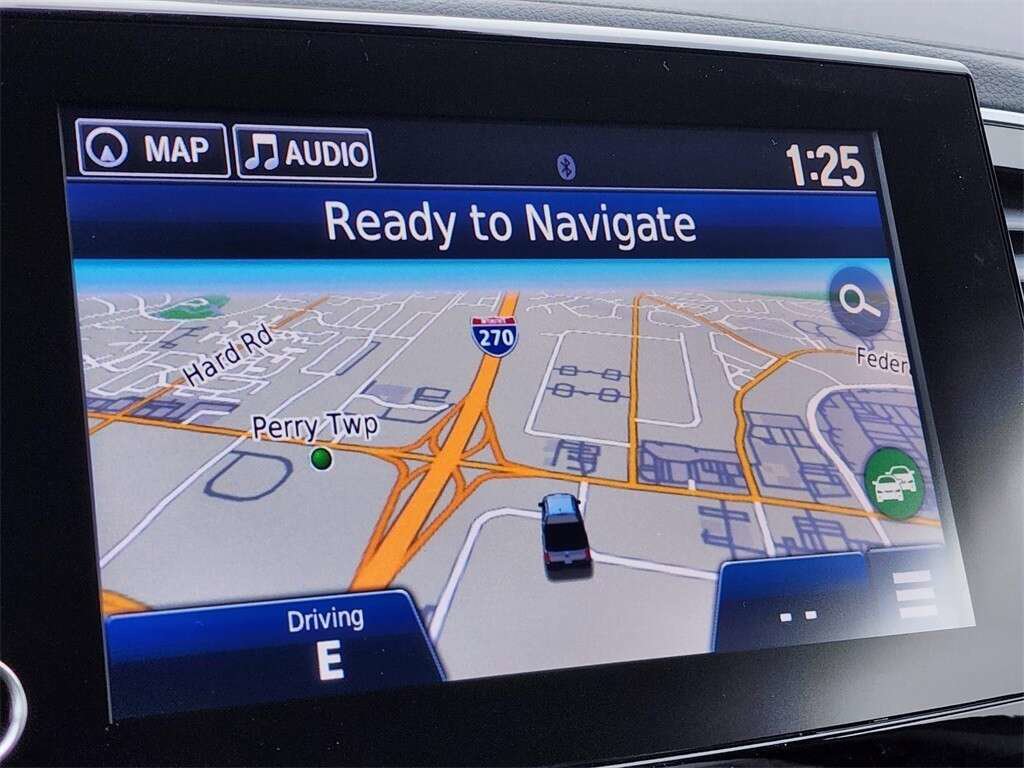 MAP
AUDIO
1:25
Ready to Navigate
270
Hard Rd
Feder
Perry Twp
Driving
E
--